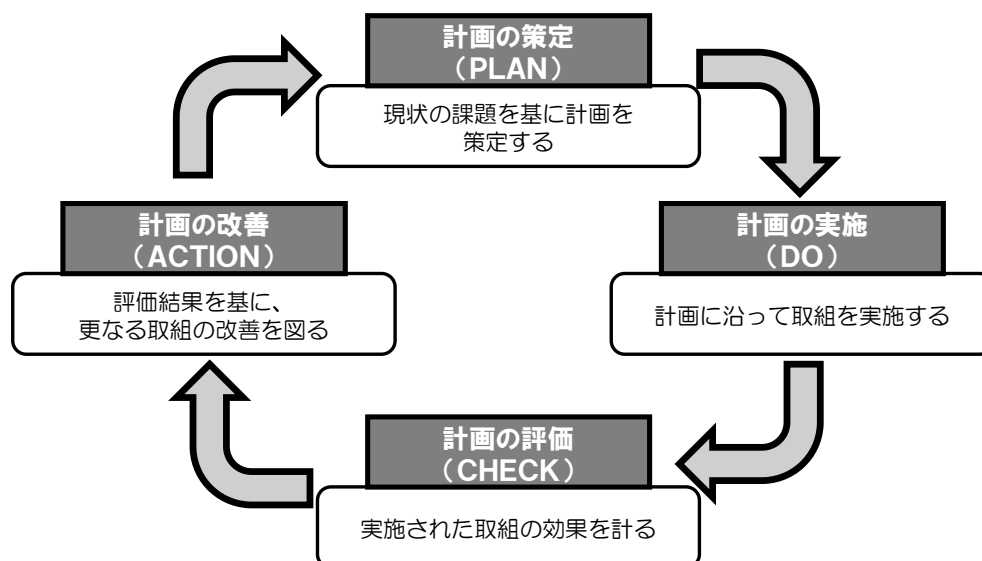 計画の策定
（PLAN）
現状の課題を基に計画を
策定する
計画の改善
（ACTION）
評価結果を基に、
更なる取組の改善を図る
計画の実施
（DO）
計画に沿って取組を実施する
計画の評価
（CHECK）
実施された取組の効果を計る